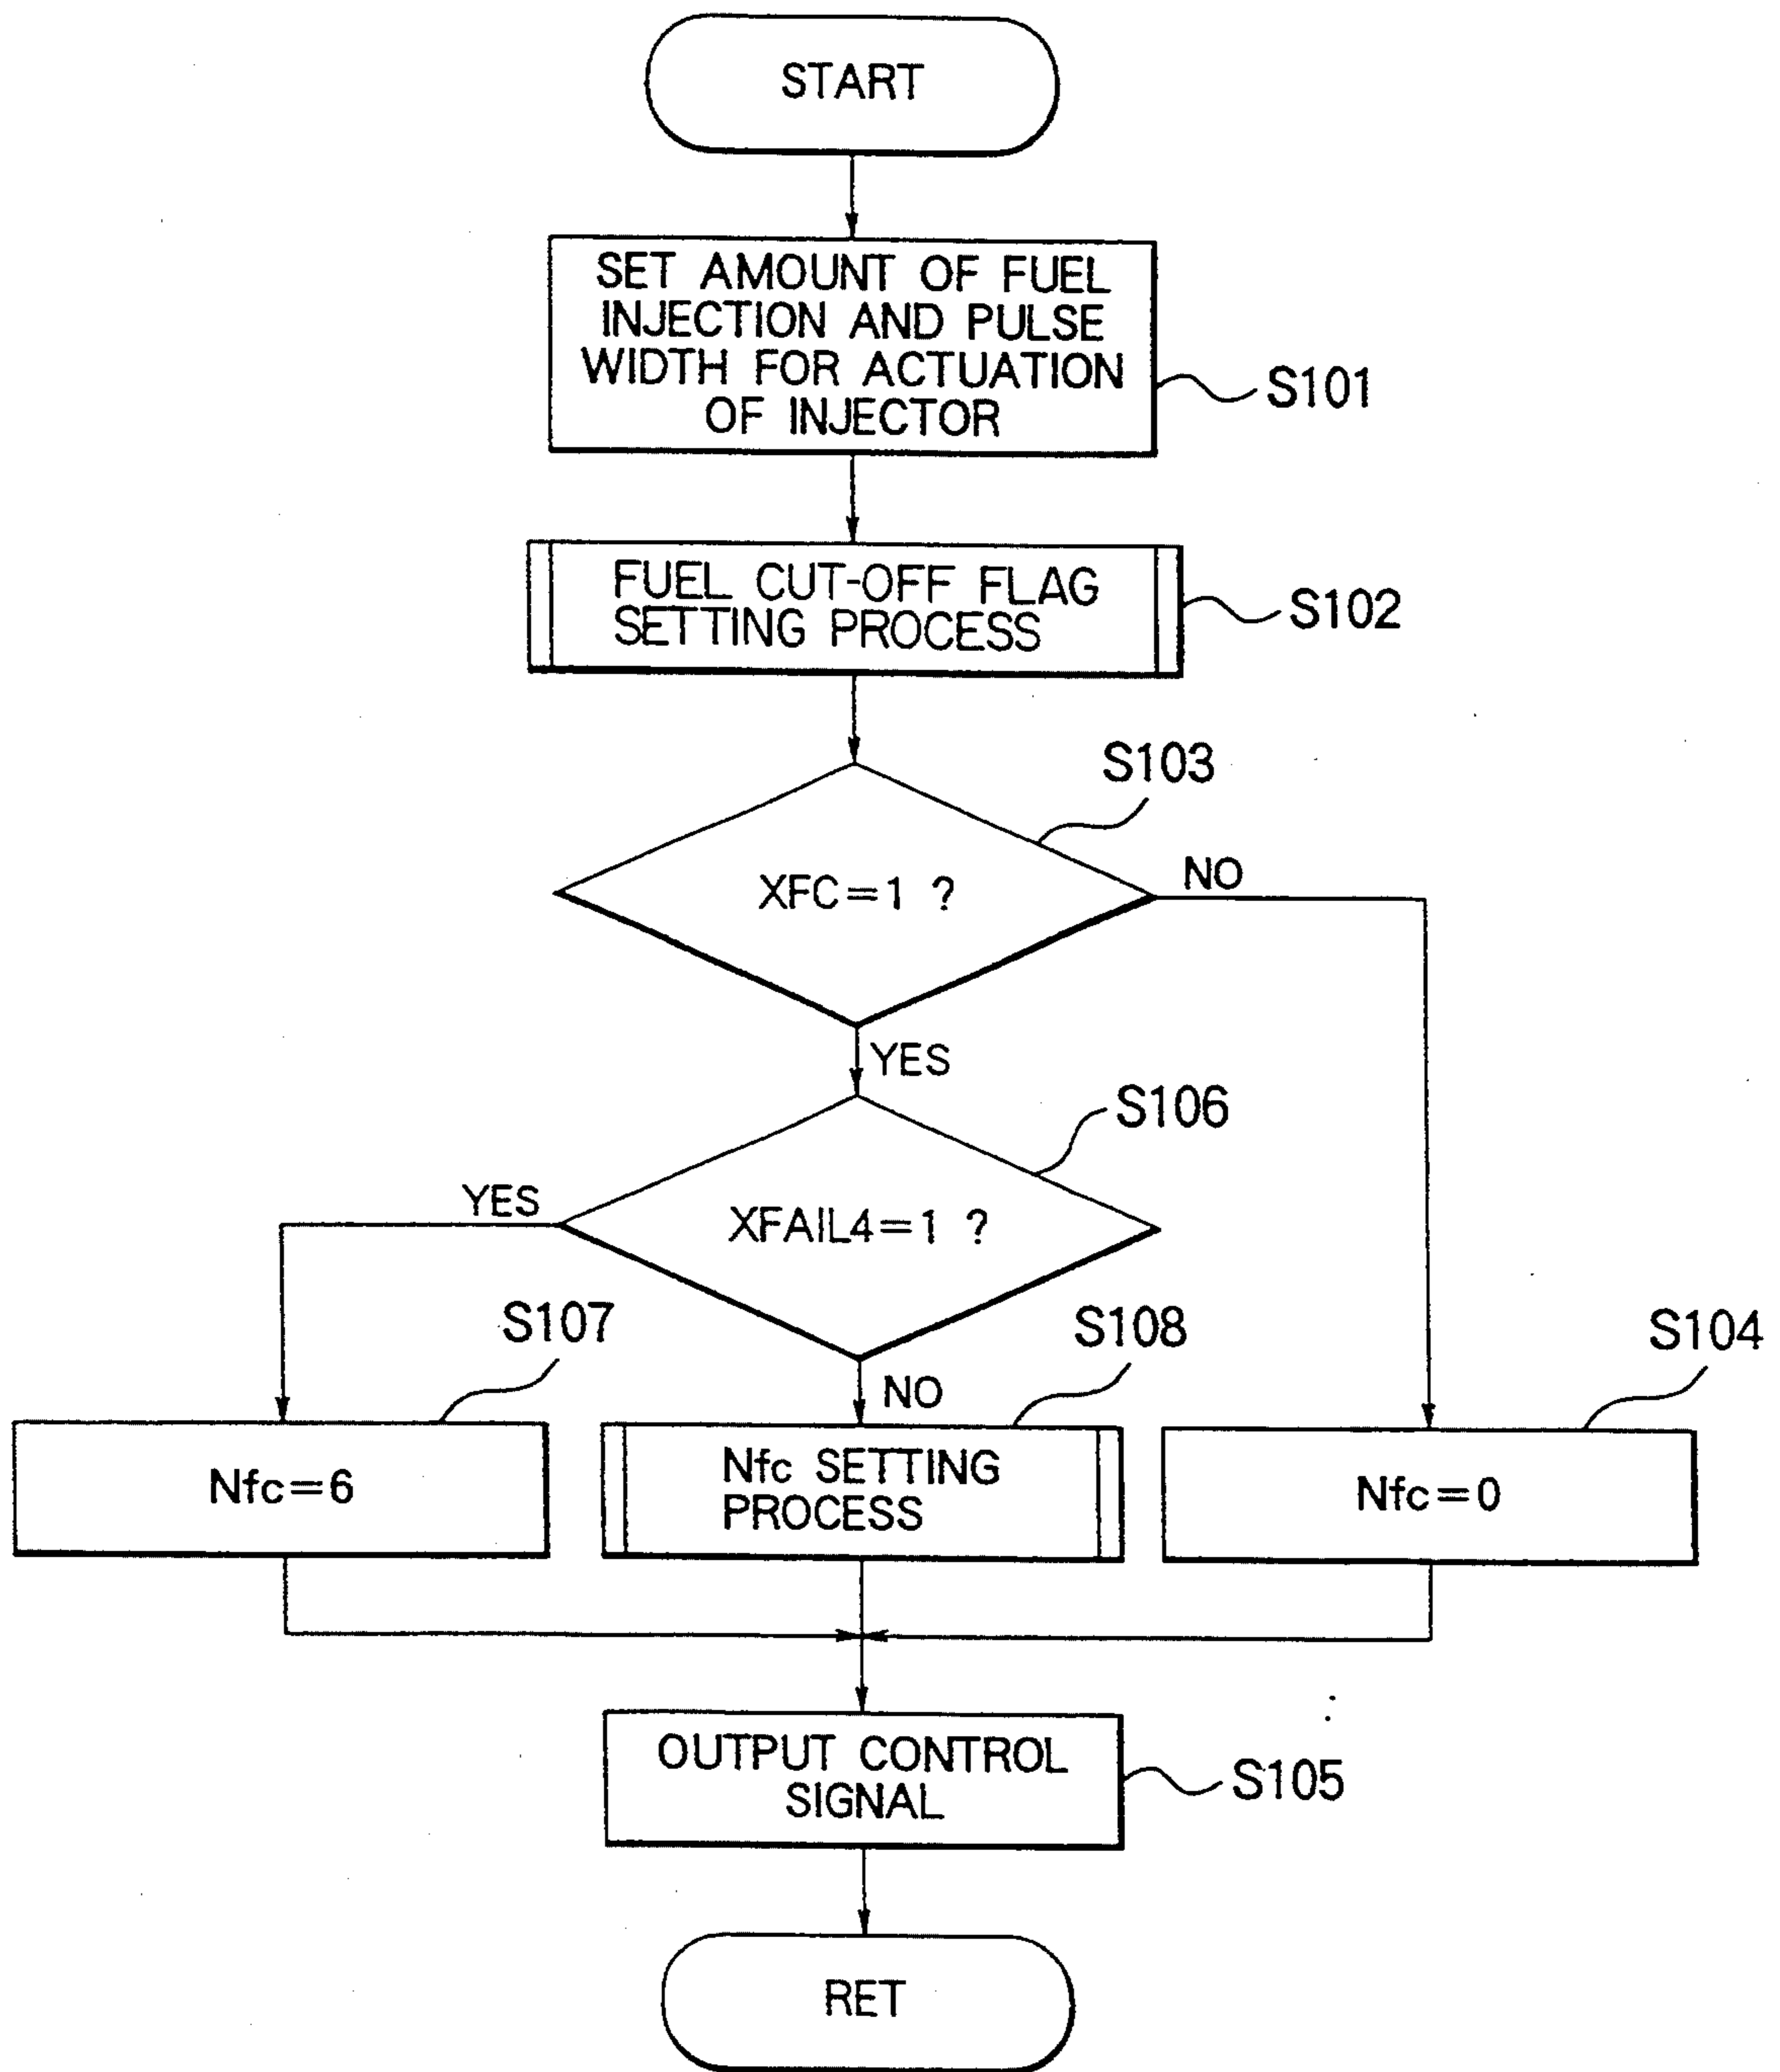 START
SET AMOUNT OF FUEL
INJECTION AND PULSE
WIDTH FOR ACTUATION
OF INJECTOR
S101
FUEL CUT-OFF FLAG
SETTING PROCESS
S102
S103
XFC=1 ?
NO
YES
S106
XFAIL4=1 ?
YES
S107
S108
S104
NO
Nfc=6
Nfc SETTING
PROCESS
Nfc=0
OUTPUT CONTROL
SIGNAL
S105
RET